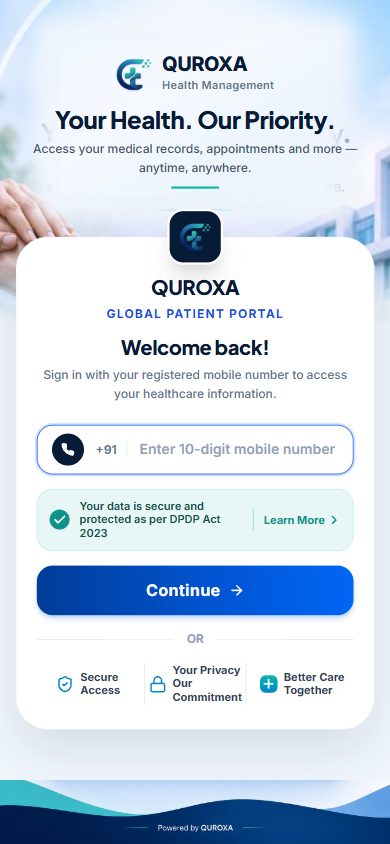 QUROXA
Health Management
Your Health. Our Priority.
Access your medical records, appointments and more —
anytime, anywhere.
QUROXA
GLOBAL PATIENT PORTAL
Welcome back!
Sign in with your registered mobile number to access
your healthcare information.
+91
Enter 10-digit mobile number
Your data is secure and
protected as per DPDP Act
2023
Learn More
Continue
OR
Secure
Access
Your Privacy
Our
Commitment
Better Care
Together
Powered by QUROXA